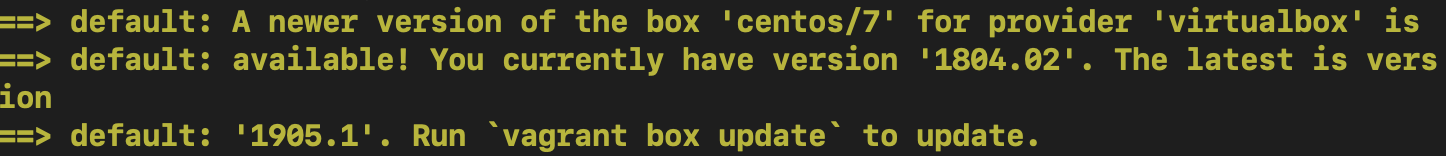 ==> default: A newer version of the box 'centos/7' for provider 'virtualbox' is
==> default: available! You currently have version '1804.02'. The latest is vers
ion
==> default: '1905.1'. Run `vagrant box update` to update.